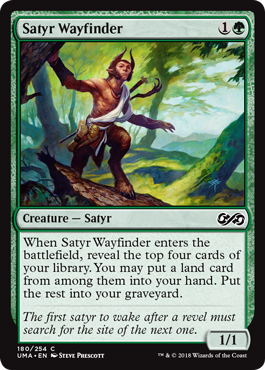 Satyr Wayfinder 1
Creature — Satyr
When Satyr Wayfinder enters the
battlefield, reveal the top four cards of
your library. You may put a land card
from among them into your hand. Put
the rest into your graveyard.
The first satyr to wake after a revel must
search for the site of the next one.
1/1
180/254 C
UMA • EN Steve Prescott
™ & © 2018 Wizards of the Coast